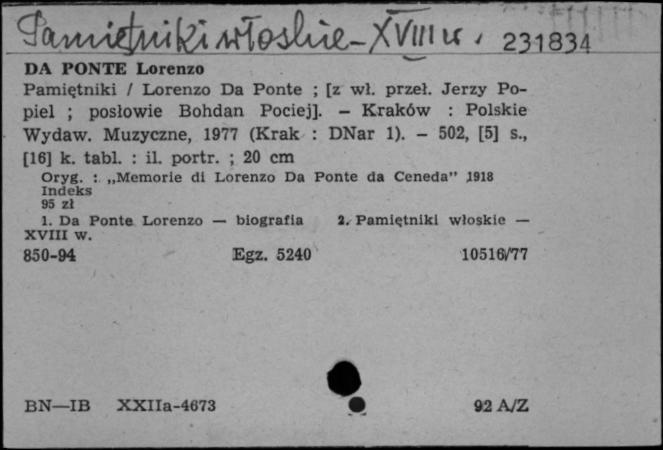 Pamiętniki włoskie - XVIII w. 231834
DA PONTE Lorenzo
Pamiętniki / Lorenzo Da Ponte ; [z wł. przeł. Jerzy Po-
piel ; posłowie Bohdan Pociej]. — Kraków : Polskie
Wydaw. Muzyczne, 1977 (Krak : DNar 1). — 502, [5] s.,
[16] k. tabl. : il. portr. ; 20 cm
Oryg. : „Memorie di Lorenzo Da Ponte da Ceneda” 1918
Indeks
95 zł
1. Da Ponte Lorenzo — biografia 2. Pamiętniki włoskie —
XVIII w.
850-94 Egz. 5240 10516/77
BN—IB XXIIa-4673 92 A/Z